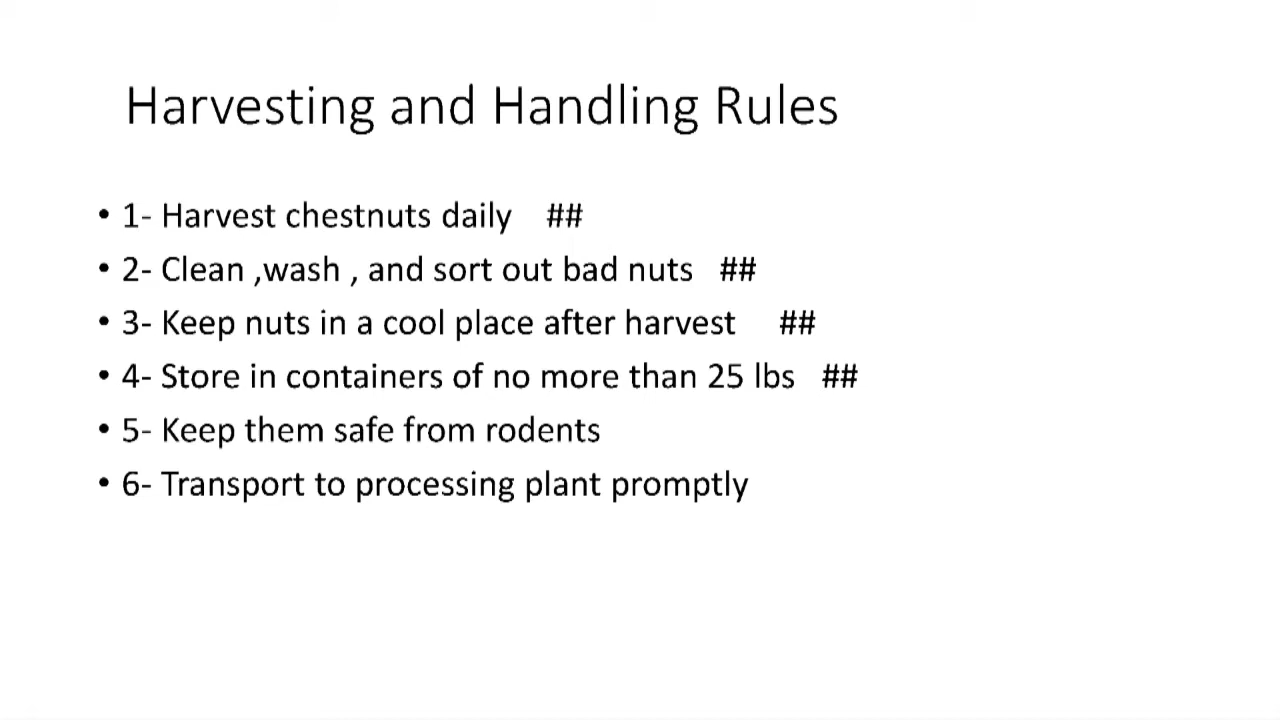 Harvesting and Handling Rules
• 1- Harvest chestnuts daily ##
• 2- Clean ,wash , and sort out bad nuts ##
• 3- Keep nuts in a cool place after harvest ##
• 4- Store in containers of no more than 25 lbs ##
• 5- Keep them safe from rodents
• 6- Transport to processing plant promptly